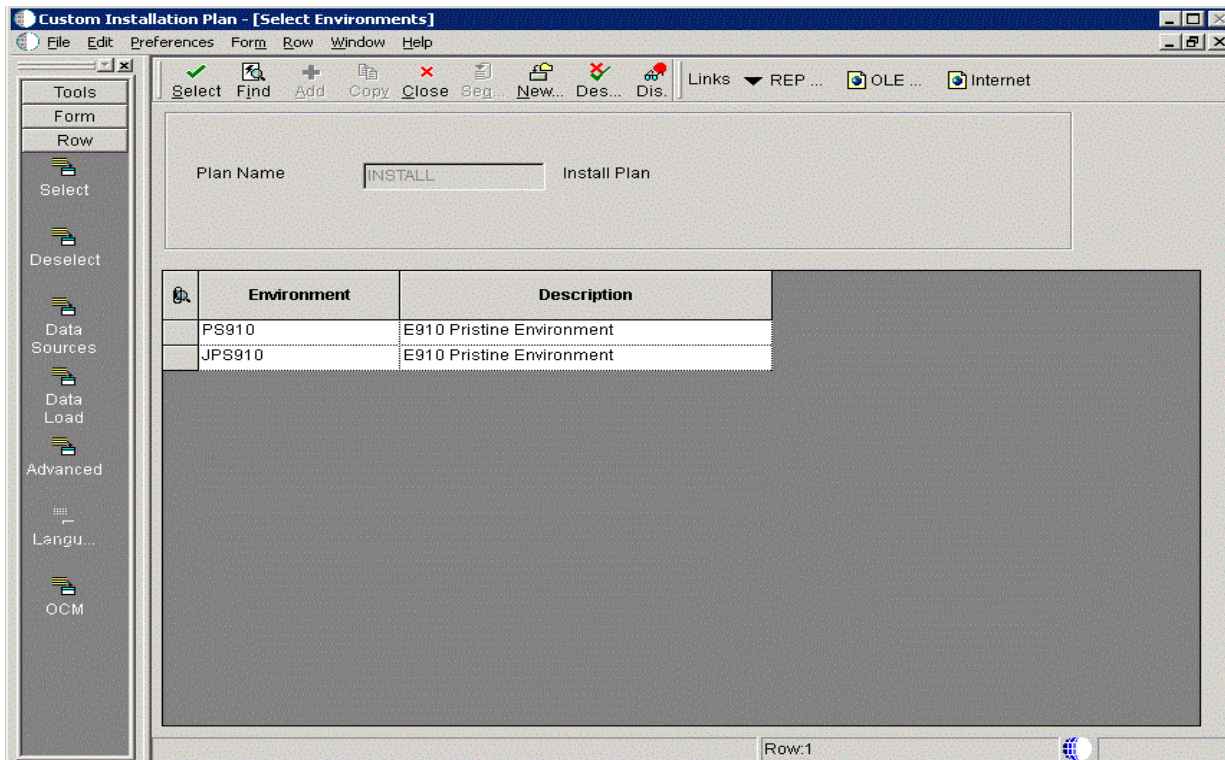 Custom Installation Plan - [Select Environments]
File Edit Preferences Form Row Window Help
Select Find Add Copy Close Seq... New... Des... Dis. Links REP ... OLE ... Internet
Tools
Form
Row
Select
Deselect
Data
Sources
Data
Load
Advanced
Langu...
OCM
Plan Name INSTALL Install Plan
Environment Description
PS910 E910 Pristine Environment
JPS910 E910 Pristine Environment
Row:1